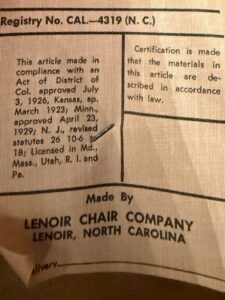 Registry No. CAL.—4319 (N. C.)
This article made in
compliance with an
Act of District of
Col. approved July
3, 1926, Kansas, ap.
March 1923; Minn.,
approved April 23,
1929; N. J., revised
statutes 26 10-6 to
18; Licensed in Md.,
Mass., Utah, R. I. and
Pa.
Certification is made
that the materials in
this article are de-
scribed in accordance
with law.
Made By
LENOIR CHAIR COMPANY
LENOIR, NORTH CAROLINA